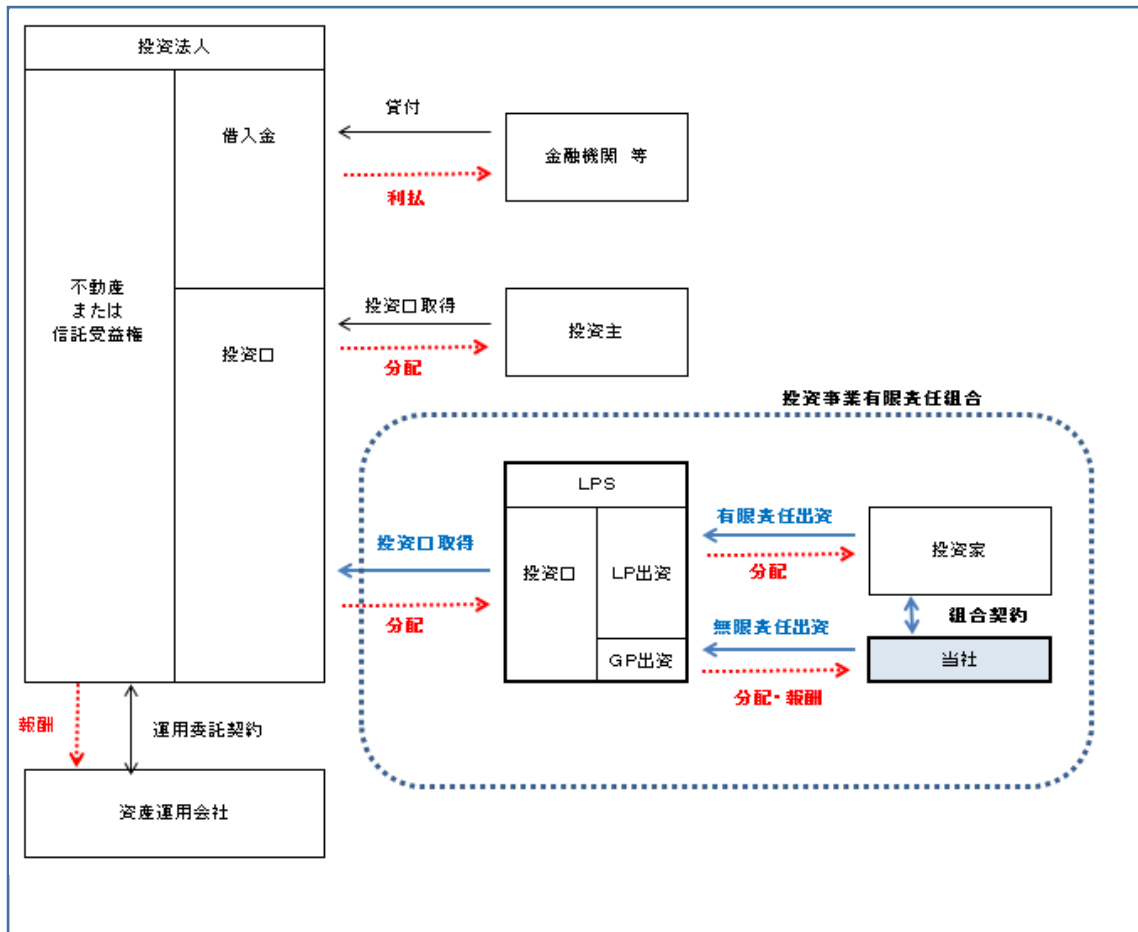 投資法人
借入金
貸付
金融機関 等
利払
不動産
または
信託受益権
投資口
投資口取得
投資主
分配
投資事業有限責任組合
LPS
投資口取得
分配
投資口
LP出資
GP出資
有限責任出資
分配
投資家
組合契約
無限責任出資
当社
分配・報酬
報酬
運用委託契約
資産運用会社